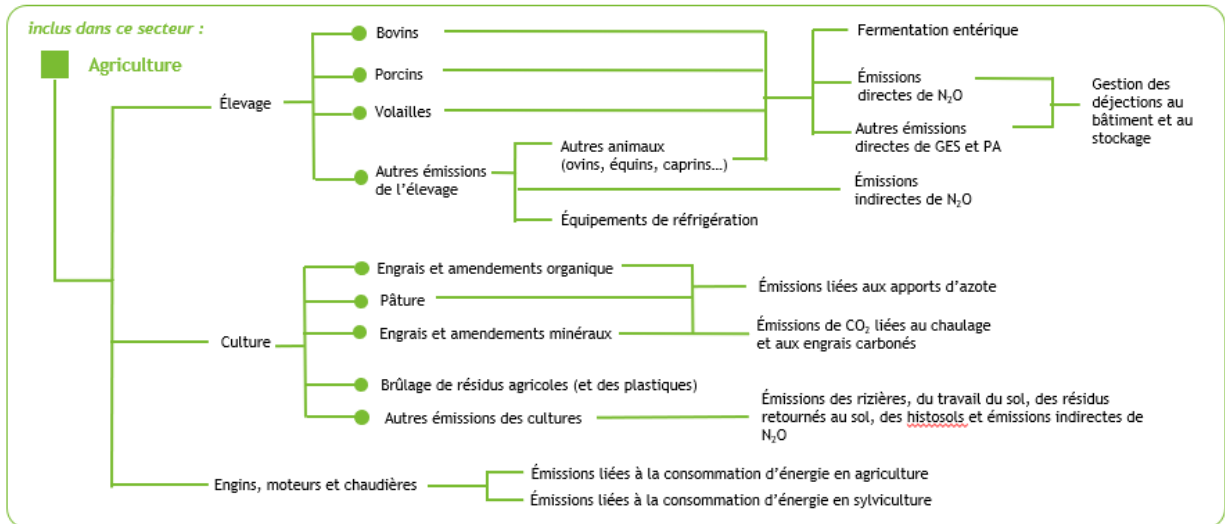 inclus dans ce secteur :
Agriculture
Élevage
Bovins
Porcins
Volailles
Autres émissions
de l’élevage
Autres animaux
(ovins, équins, caprins…)
Équipements de réfrigération
Fermentation entérique
Émissions
directes de N₂O
Autres émissions
directes de GES et PA
Gestion des
déjections au
bâtiment et au
stockage
Émissions
indirectes de N₂O
Culture
Engrais et amendements organique
Pâture
Engrais et amendements minéraux
Brûlage de résidus agricoles (et des plastiques)
Autres émissions des cultures
Émissions liées aux apports d’azote
Émissions de CO₂ liées au chaulage
et aux engrais carbonés
Émissions des rizières, du travail du sol, des résidus
retournés au sol, des histosols et émissions indirectes de
N₂O
Engins, moteurs et chaudières
Émissions liées à la consommation d’énergie en agriculture
Émissions liées à la consommation d’énergie en sylviculture